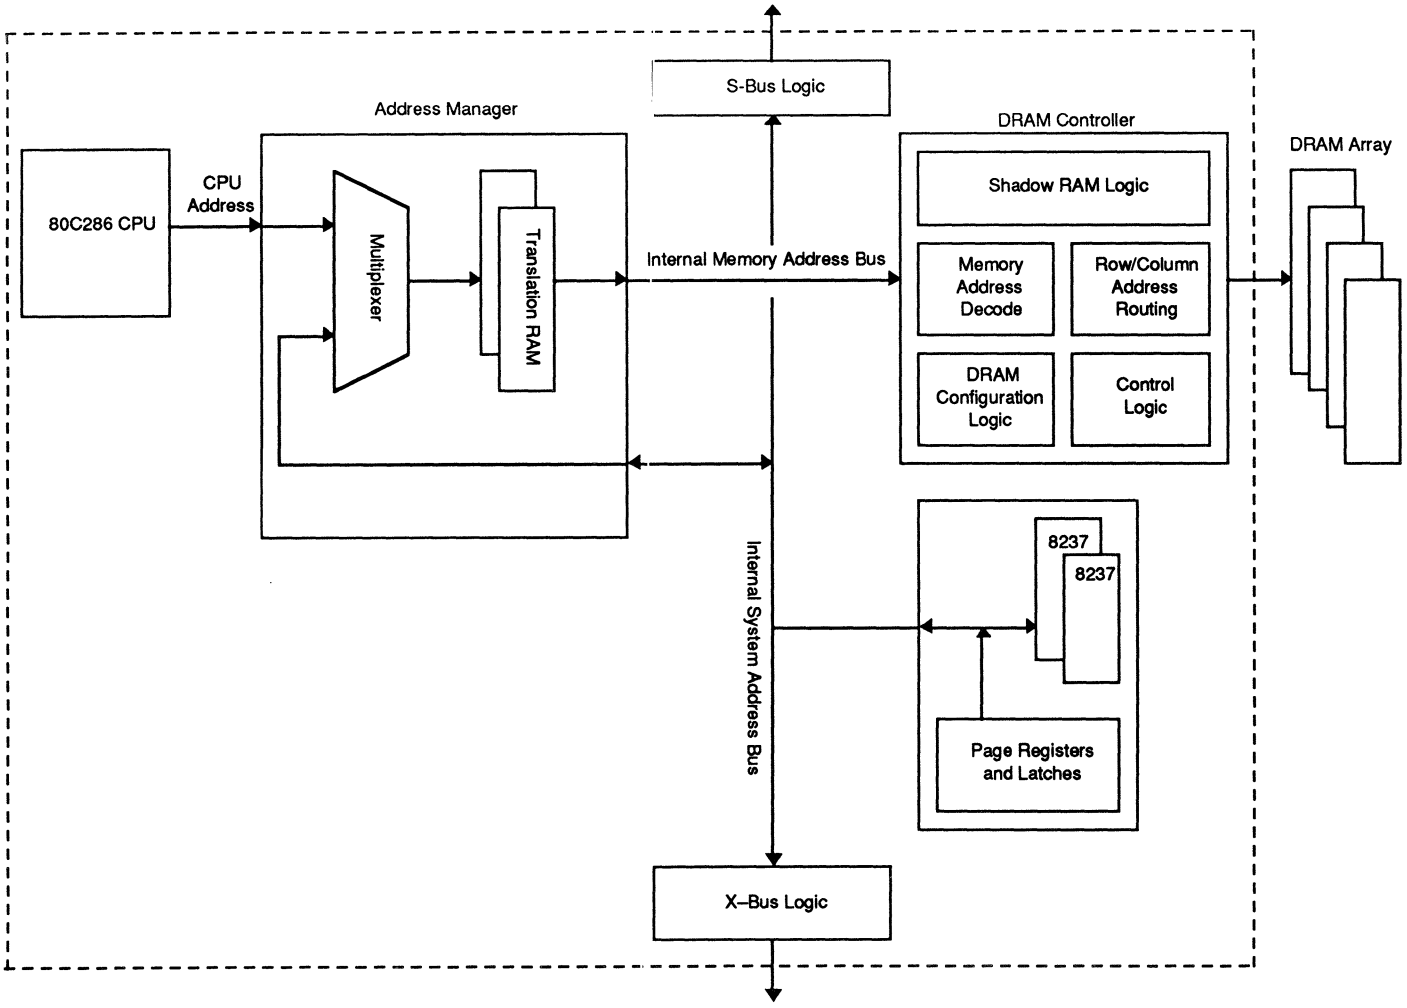 S-Bus Logic
Address Manager
DRAM Controller
DRAM Array
80C286 CPU
CPU
Address
Multiplexer
Translation RAM
Internal Memory Address Bus
Shadow RAM Logic
Memory
Address
Decode
Row/Column
Address
Routing
DRAM
Configuration
Logic
Control
Logic
Internal System Address Bus
8237
8237
Page Registers
and Latches
X–Bus Logic